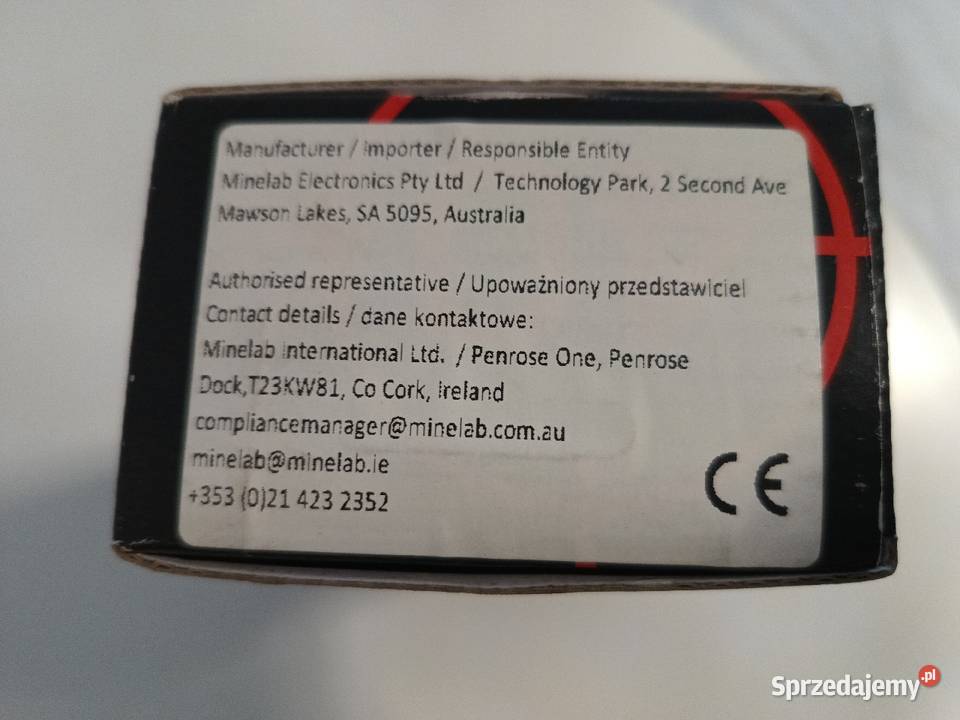 Manufacturer / Importer / Responsible Entity
Minelab Electronics Pty Ltd / Technology Park, 2 Second Ave
Mawson Lakes, SA 5095, Australia
Authorised representative / Upoważniony przedstawiciel
Contact details / dane kontaktowe:
Minelab International Ltd. / Penrose One, Penrose
Dock,T23KW81, Co Cork, Ireland
compliancemanager@minelab.com.au
minelab@minelab.ie
+353 (0)21 423 2352
CE
Sprzedajemy.pl